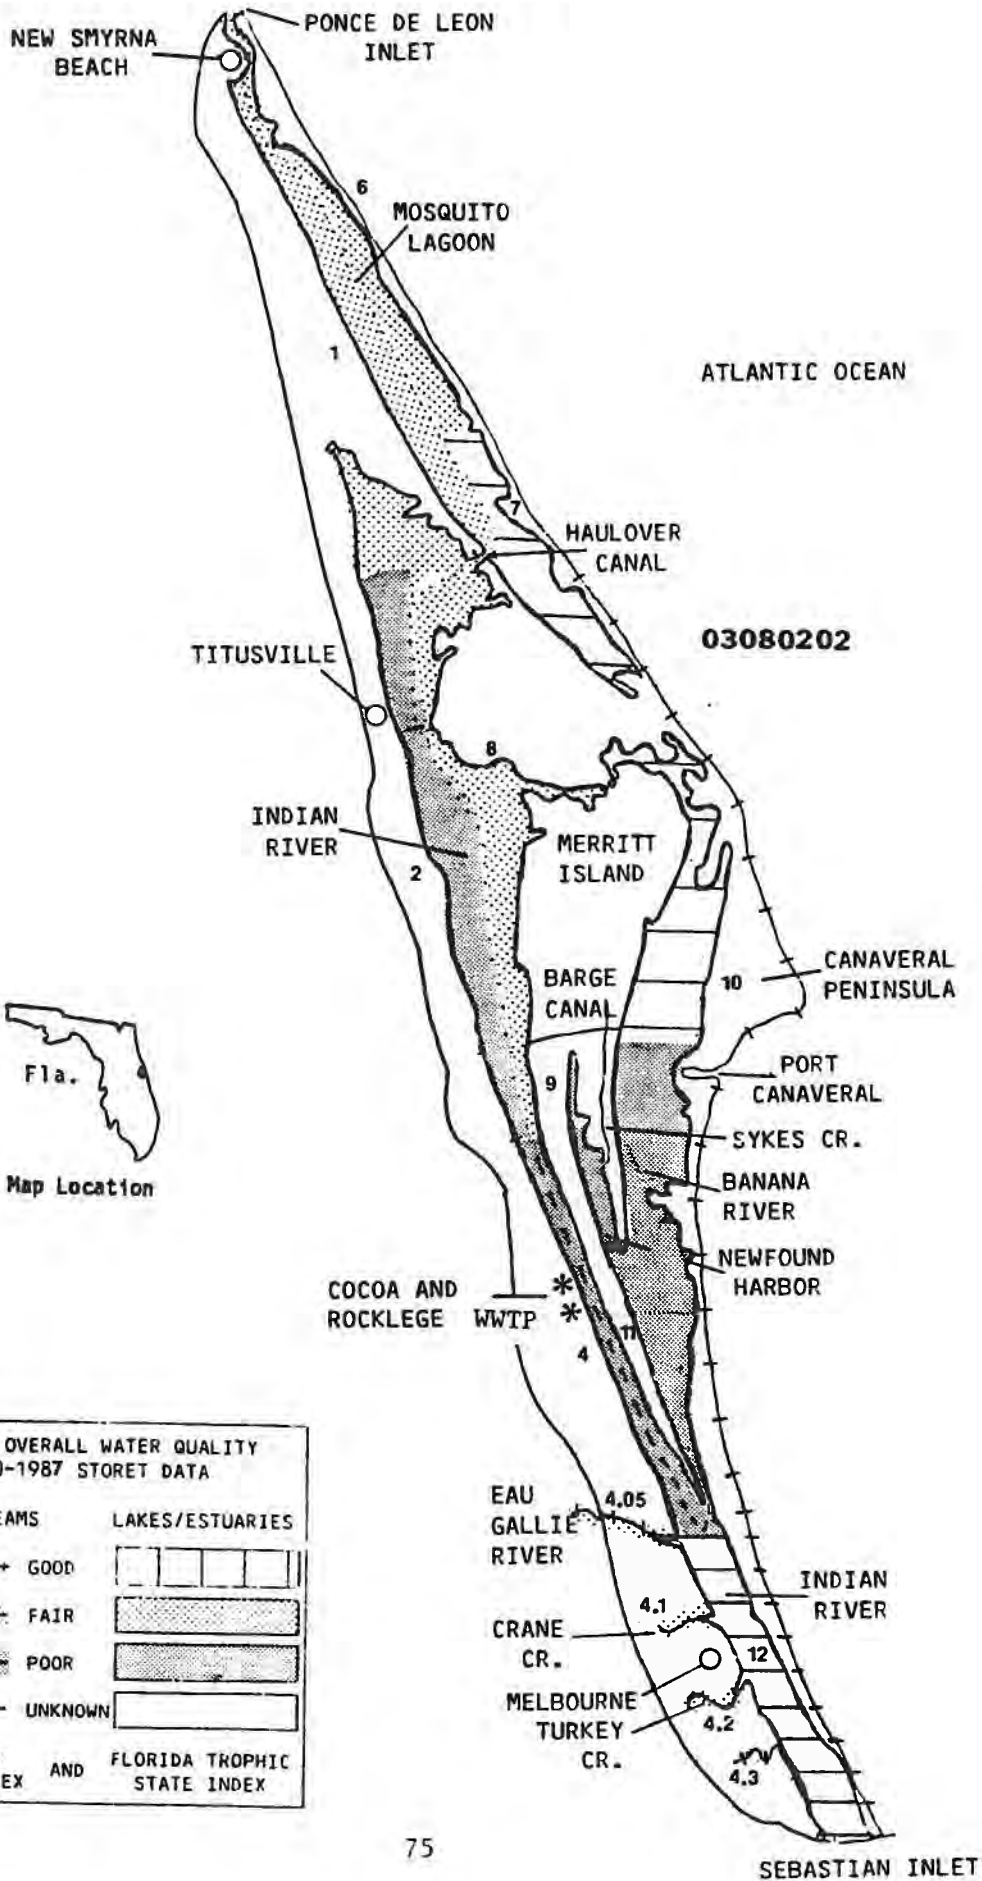 PONCE DE LEON
INLET
NEW SMYRNA
BEACH
6
MOSQUITO
LAGOON
1
ATLANTIC OCEAN
7
HAULOVER
CANAL
03080202
TITUSVILLE
8
INDIAN
RIVER
MERRITT
ISLAND
2
BARGE
CANAL
10
CANAVERAL
PENINSULA
Fla.
Map Location
9
PORT
CANAVERAL
SYKES CR.
BANANA
RIVER
NEWFOUND
HARBOR
COCOA AND
ROCKLEGE WWTP
*
*
11
4
OVERALL WATER QUALITY
-1987 STORET DATA
LAKES/ESTUARIES
GOOD
FAIR
POOR
UNKNOWN
AND FLORIDA TROPHIC
STATE INDEX
EAU
GALLIE
RIVER
4.05
INDIAN
RIVER
4.1
CRANE
CR.
12
MELBOURNE
TURKEY
CR.
4.2
4.3
75
SEBASTIAN INLET